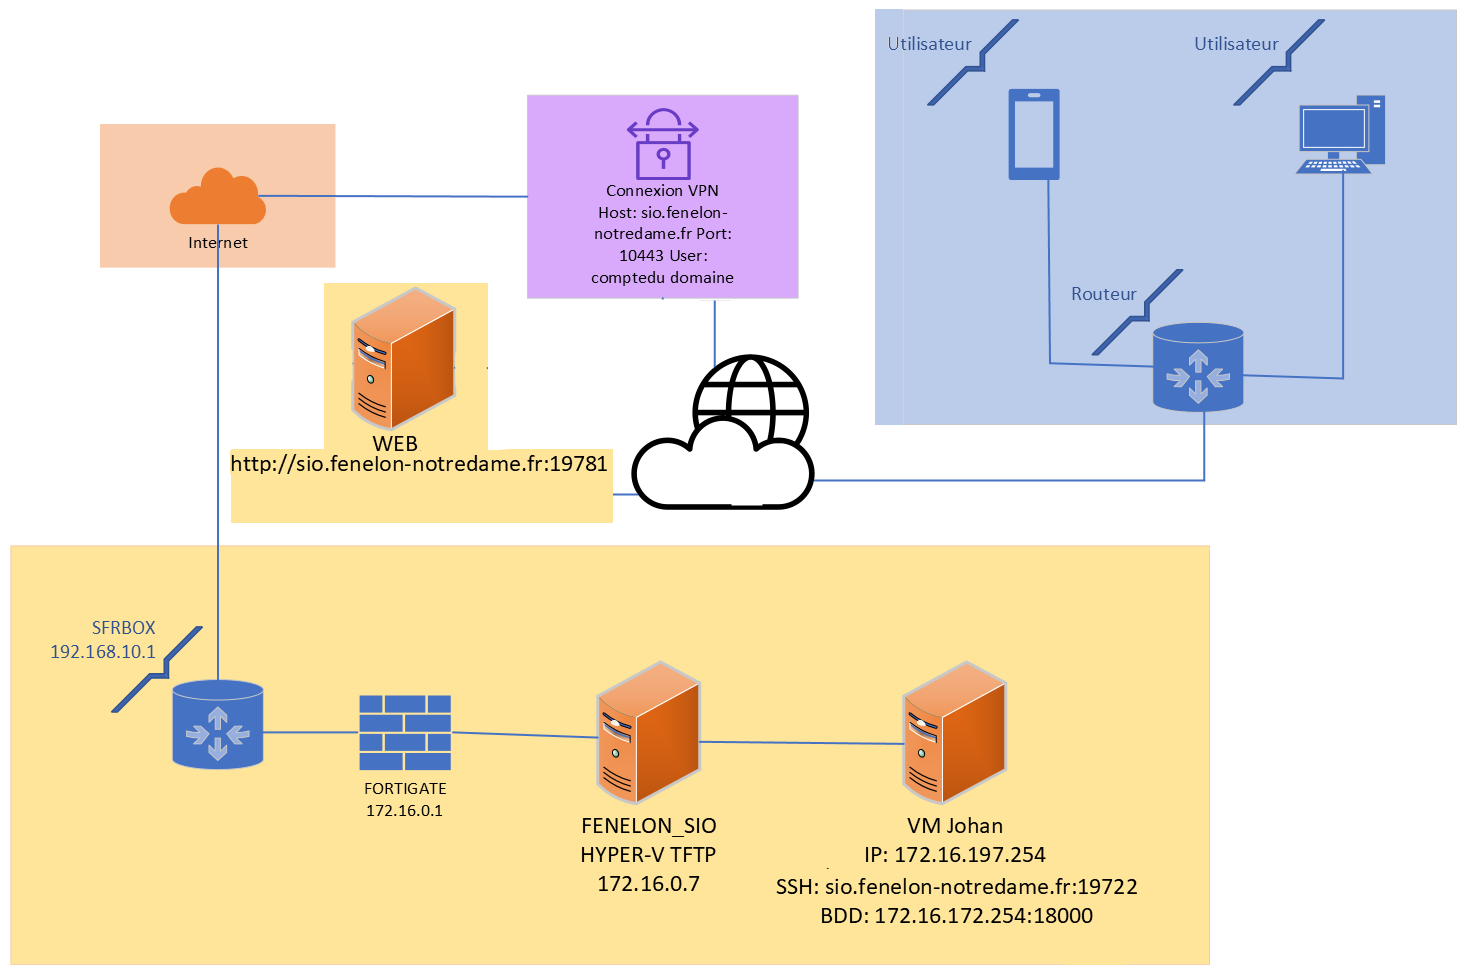 Utilisateur
Utilisateur
Connexion VPN
Host: sio.fenelon-
notredame.fr Port:
10443 User:
comptedu domaine
Internet
Routeur
WEB
http://sio.fenelon-notredame.fr:19781
SFRBOX
192.168.10.1
FORTIGATE
172.16.0.1
FENELON_SIO
HYPER-V TFTP
172.16.0.7
VM Johan
IP: 172.16.197.254
SSH: sio.fenelon-notredame.fr:19722
BDD: 172.16.172.254:18000